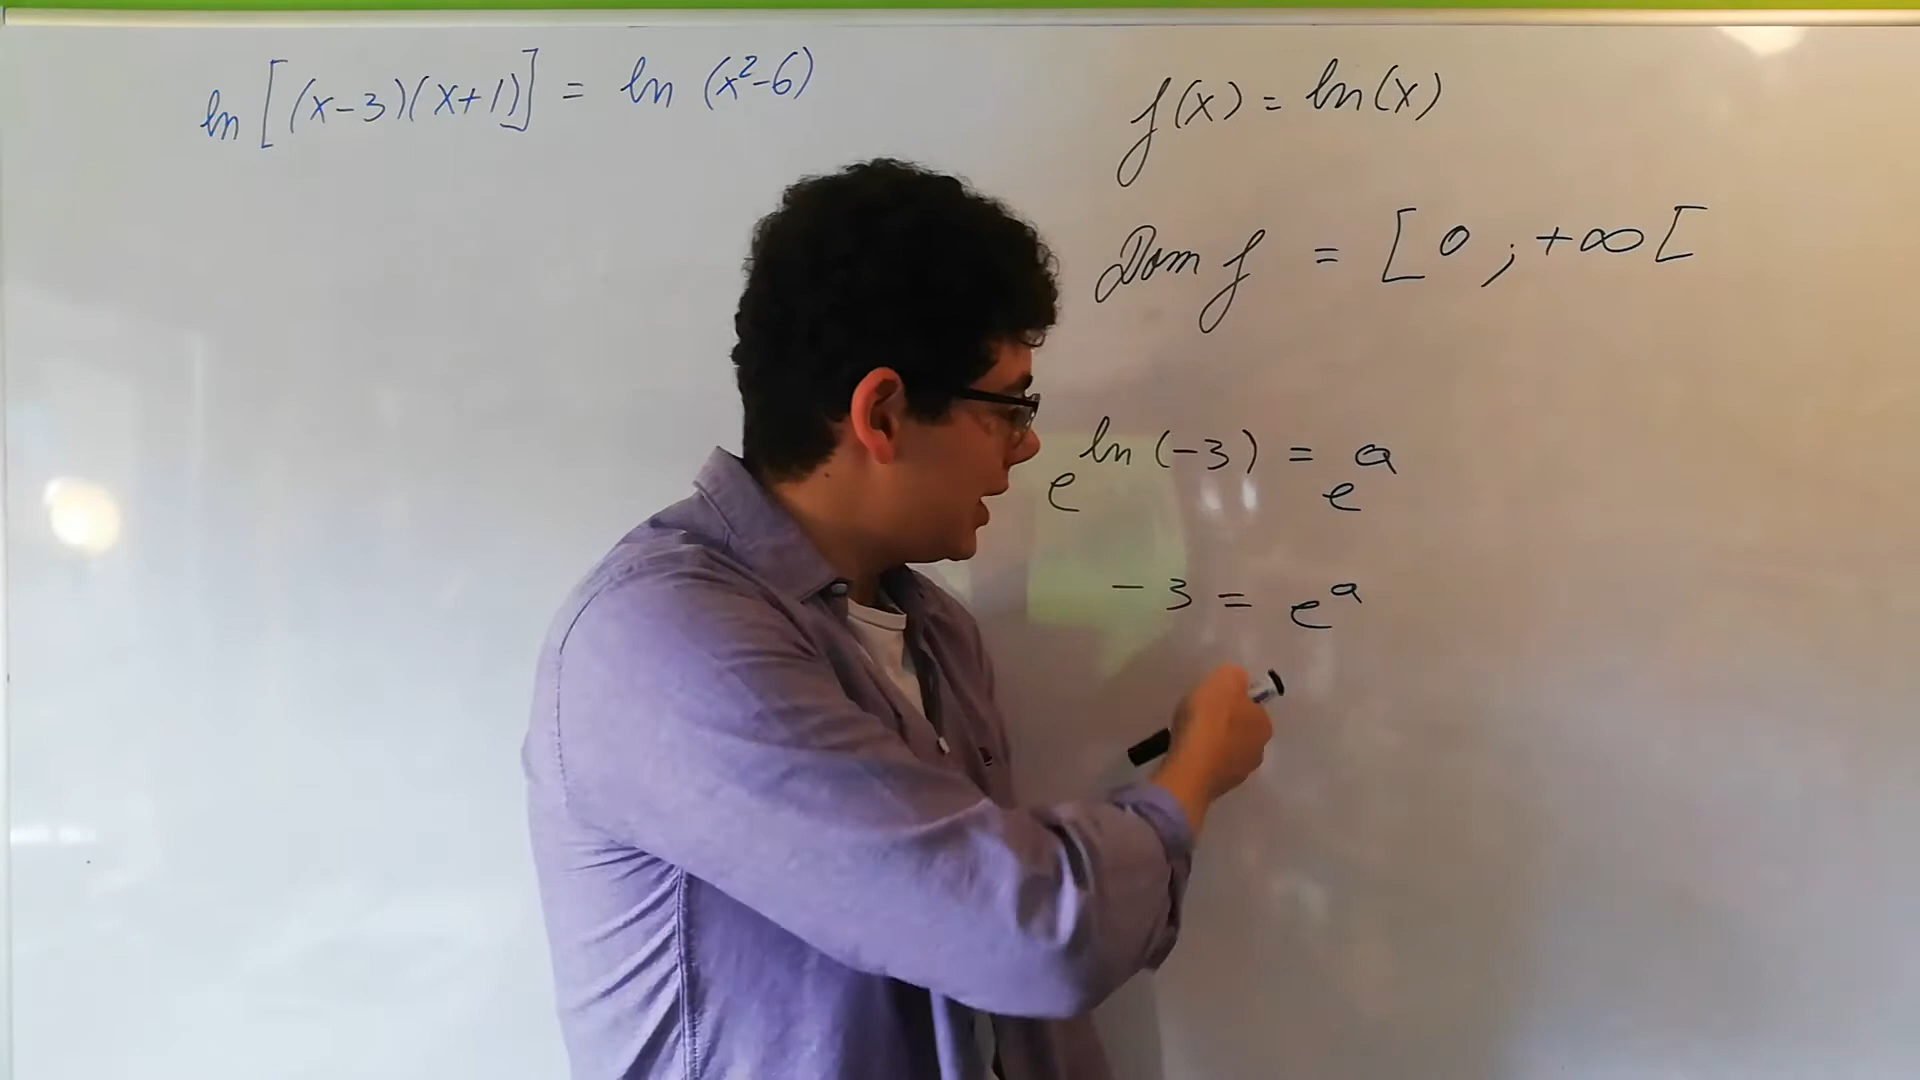 ln [(x-3)(x+1)] = ln (x²-6)
f(x) = ln(x)
Dom f = [0 ; +∞[
e^ln(-3) = e^a
-3 = e^a